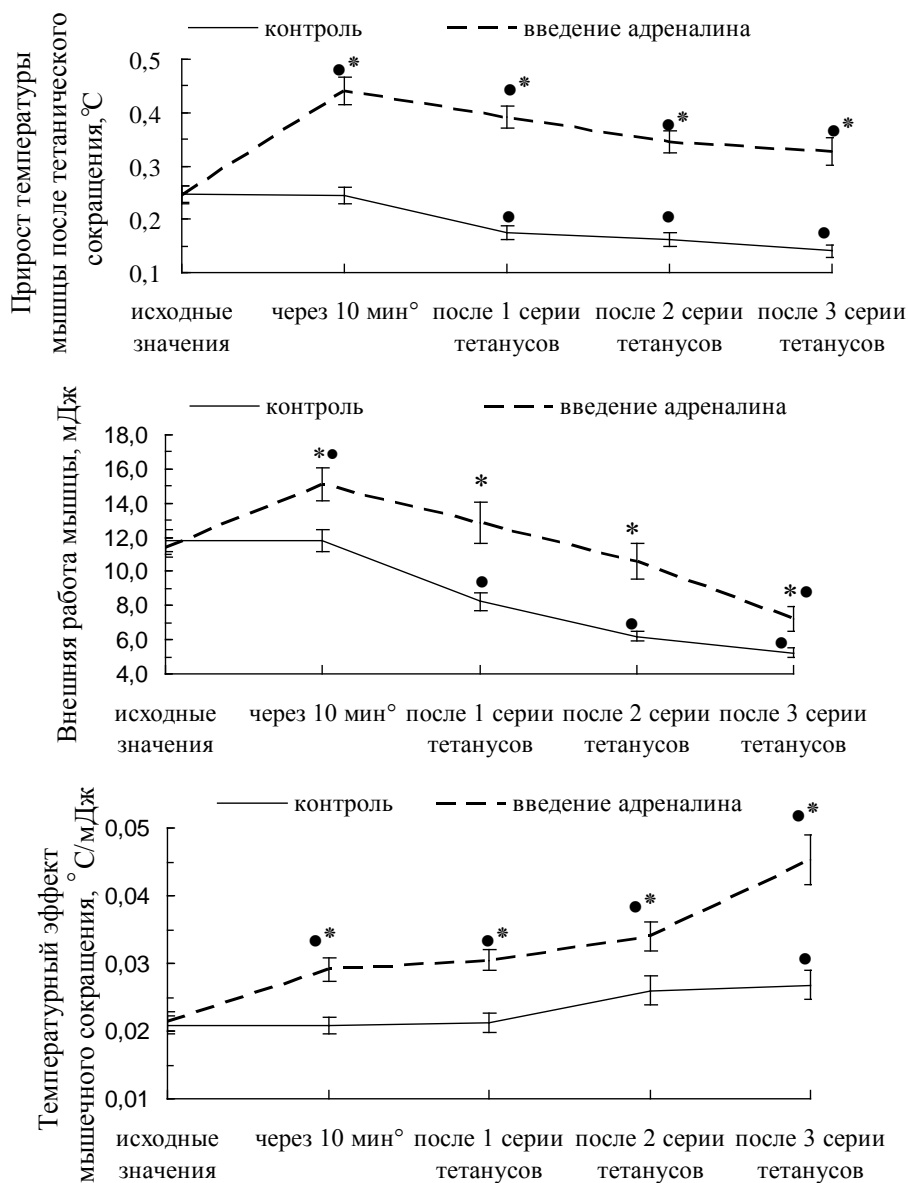 контроль введение адреналина
Прирост температуры
мышцы после тетанического
сокращения,°С
0,5
0,4
0,3
0,2
0,1
исходные через 10 мин° после 1 серии после 2 серии после 3 серии
значения тетанусов тетанусов тетанусов
контроль введение адреналина
Внешняя работа мышцы, мДж
18,0
16,0
14,0
12,0
10,0
8,0
6,0
4,0
исходные через 10 мин° после 1 серии после 2 серии после 3 серии
значения тетанусов тетанусов тетанусов
контроль введение адреналина
Температурный эффект
мышечного сокращения, °С/мДж
0,05
0,04
0,03
0,02
0,01
исходные через 10 мин° после 1 серии после 2 серии после 3 серии
значения тетанусов тетанусов тетанусов